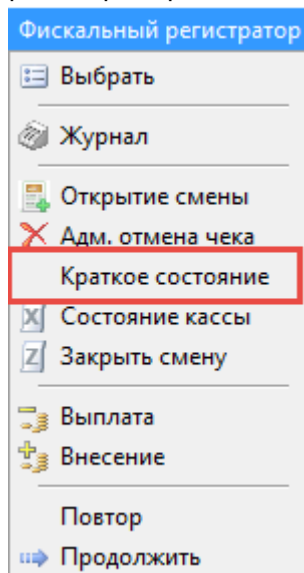 Фискальный регистратор
Выбрать
Журнал
Открытие смены
Адм. отмена чека
Краткое состояние
X Состояние кассы
Z Закрыть смену
Выплата
Внесение
Повтор
Продолжить